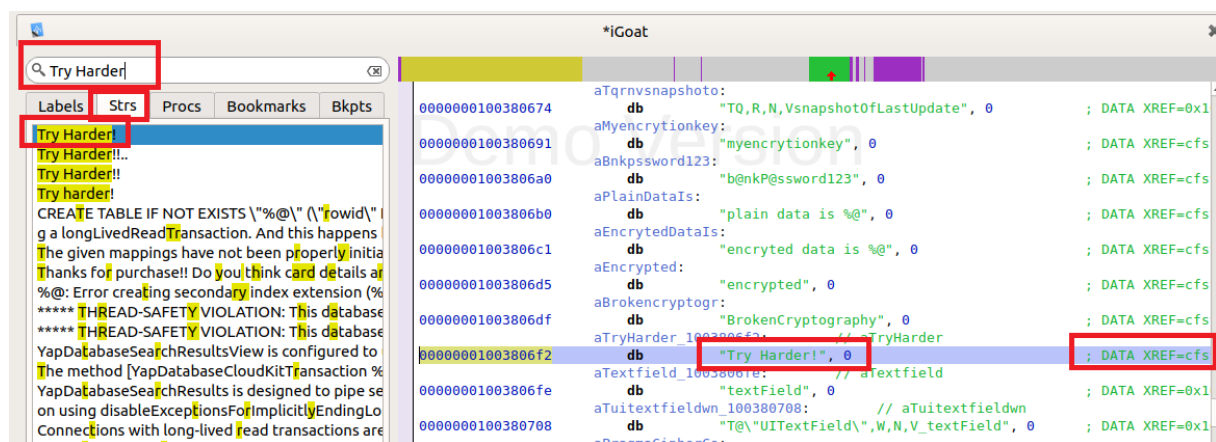 *iGoat
Try Harder
Labels Strs Procs Bookmarks Bkpts
Try Harder!
Try Harder!!..
Try Harder!!
Try harder!
CREATE TABLE IF NOT EXISTS \"%@\" (\"rowid\"
g a longLivedReadTransaction. And this happens
The given mappings have not been properly initia
Thanks for purchase!! Do you think card details ar
%@: Error creating secondary index extension (%
***** THREAD-SAFETY VIOLATION: This database
***** THREAD-SAFETY VIOLATION: This database
YapDatabaseSearchResultsView is configured to
The method [YapDatabaseCloudKitTransaction %
YapDatabaseSearchResults is designed to pipe se
on using disableExceptionsForImplicitlyEndingLo
Connections with long-lived read transactions are
Demo Version
aTqrnvsnapshoto:
0000000100380674 db "TQ,R,N,VsnapshotOfLastUpdate", 0 ; DATA XREF=0x1
aMyencrytionkey:
0000000100380691 db "myencrytionkey", 0 ; DATA XREF=cfs
aBnkpssword123:
00000001003806a0 db "b@nkP@ssword123", 0 ; DATA XREF=cfs
aPlainDataIs:
00000001003806b0 db "plain data is %@", 0 ; DATA XREF=cfs
aEncrytedDataIs:
00000001003806c1 db "encryted data is %@", 0 ; DATA XREF=cfs
aEncrypted:
00000001003806d5 db "encrypted", 0 ; DATA XREF=cfs
aBrokencryptogr:
00000001003806df db "BrokenCryptography", 0 ; DATA XREF=cfs
aTryHarder_1003806f2: // aTryHarder
00000001003806f2 db "Try Harder!", 0 ; DATA XREF=cfs
aTextfield_1003806fe: // aTextfield
00000001003806fe db "textField", 0 ; DATA XREF=0x1
aTuitextfieldwn_100380708: // aTuitextfieldwn
0000000100380708 db "T@\"UITextField\",W,N,V_textField", 0 ; DATA XREF=0x1